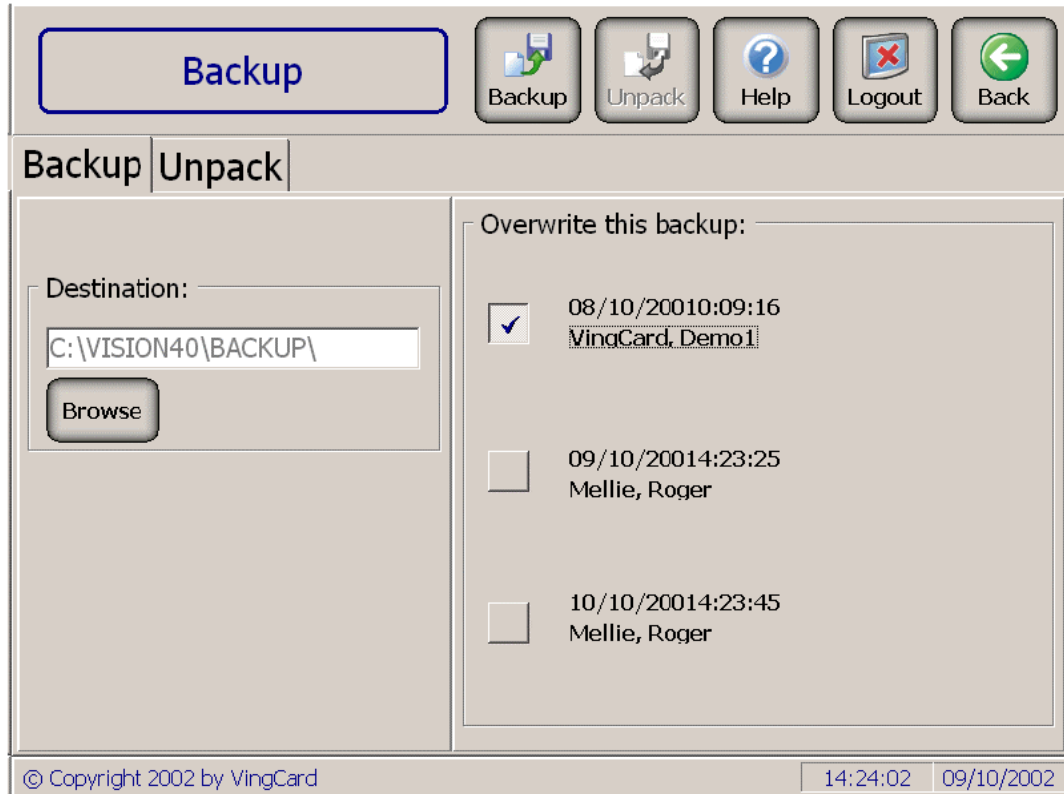 Backup
Backup
Unpack
Help
Logout
Back
Backup
Unpack
Destination:
C:\VISION40\BACKUP\
Browse
Overwrite this backup:
08/10/20010:09:16
VingCard, Demo1
09/10/20014:23:25
Mellie, Roger
10/10/20014:23:45
Mellie, Roger
© Copyright 2002 by VingCard
14:24:02
09/10/2002